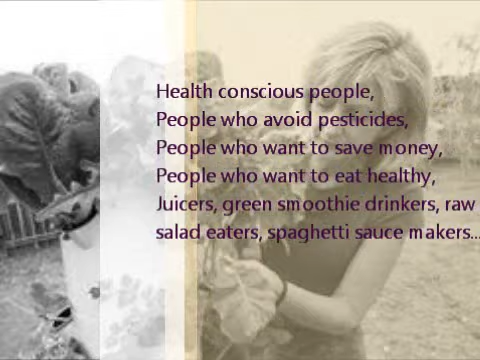 Health conscious people,
People who avoid pesticides,
People who want to save money,
People who want to eat healthy,
Juicers, green smoothie drinkers, raw
salad eaters, spaghetti sauce makers...